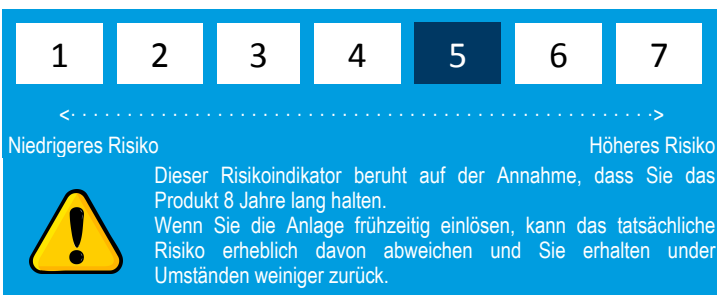 1 2 3 4 5 6 7
<· · · · · · · · · · · · · · · · · · · · · · · · · · · · · · · · · · · · · · · · · · · · · · · · · · · ·>
Niedrigeres Risiko Höheres Risiko
Dieser Risikoindikator beruht auf der Annahme, dass Sie das
Produkt 8 Jahre lang halten.
Wenn Sie die Anlage frühzeitig einlösen, kann das tatsächliche
Risiko erheblich davon abweichen und Sie erhalten under
Umständen weiniger zurück.